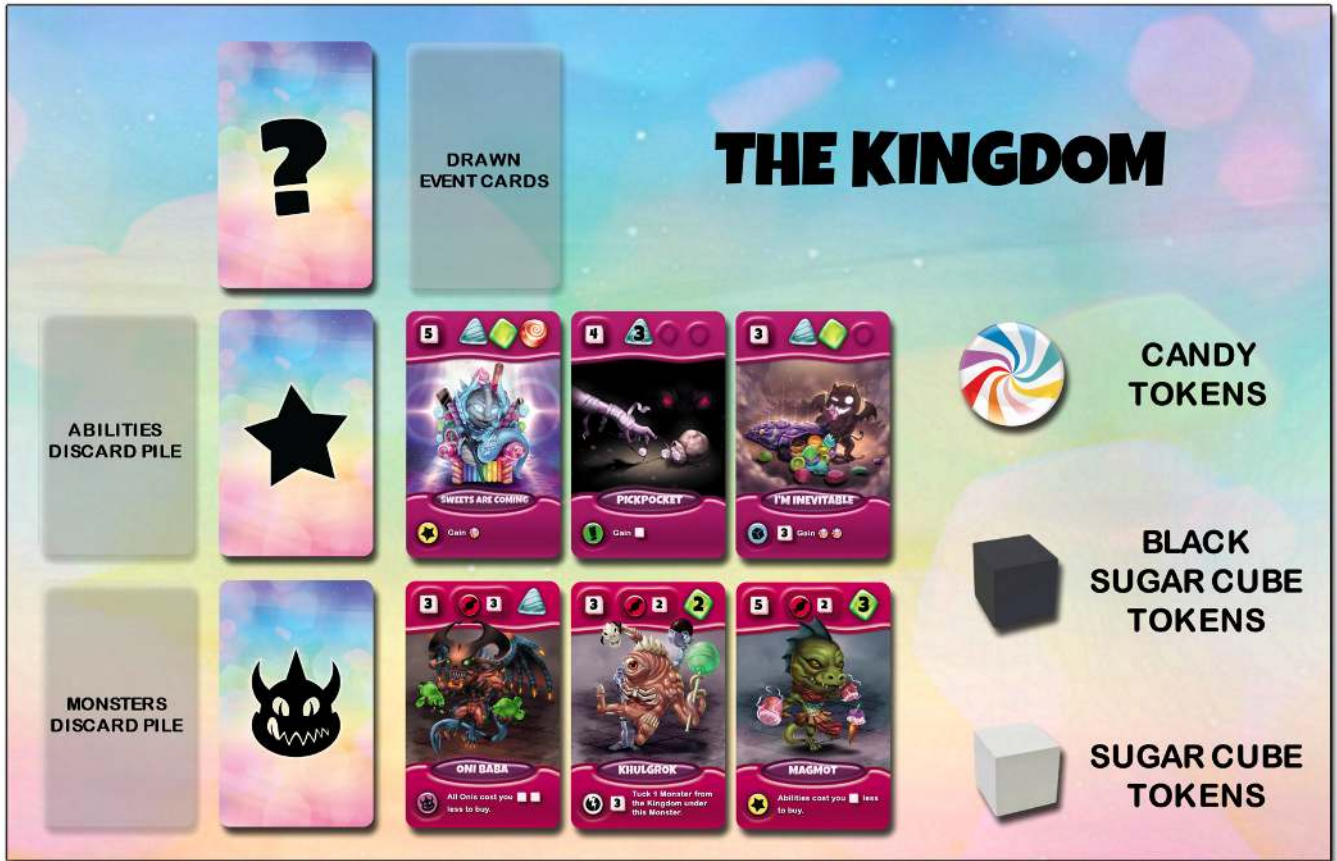 THE KINGDOM
?
DRAWN
EVENT CARDS
ABILITIES
DISCARD PILE
5
SWEETS ARE COMING
Gain
4
3
PICKPOCKET
!
Gain
3
I'M INEVITABLE
3 Gain
CANDY
TOKENS
MONSTERS
DISCARD PILE
3
3
ONI BABA
All Onis cost you
less to buy.
3
2
2
KHULGROK
3
Tuck 1 Monster from
the Kingdom under
this Monster.
5
2
3
MAGMOT
Abilities cost you less
to buy.
BLACK
SUGAR CUBE
TOKENS
SUGAR CUBE
TOKENS